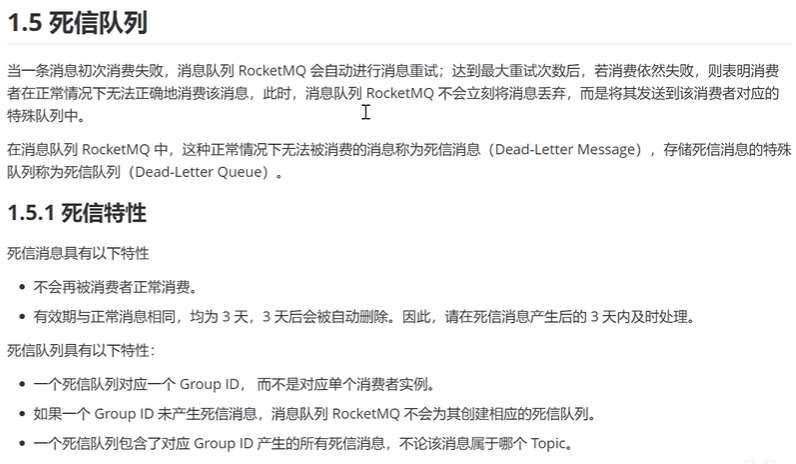 1.5 死信队列
当一条消息初次消费失败，消息队列 RocketMQ 会自动进行消息重试；达到最大重试次数后，若消费依然失败，则表明消费
者在正常情况下无法正确地消费该消息，此时，消息队列 RocketMQ 不会立刻将消息丢弃，而是将其发送到该消费者对应的
特殊队列中。
在消息队列 RocketMQ 中，这种正常情况下无法被消费的消息称为死信消息（Dead-Letter Message），存储死信消息的特殊
队列称为死信队列（Dead-Letter Queue）。
1.5.1 死信特性
死信消息具有以下特性
• 不会再被消费者正常消费。
• 有效期与正常消息相同，均为 3 天，3 天后会被自动删除。因此，请在死信消息产生后的 3 天内及时处理。
死信队列具有以下特性：
• 一个死信队列对应一个 Group ID， 而不是对应单个消费者实例。
• 如果一个 Group ID 未产生死信消息，消息队列 RocketMQ 不会为其创建相应的死信队列。
• 一个死信队列包含了对应 Group ID 产生的所有死信消息，不论该消息属于哪个 Topic。